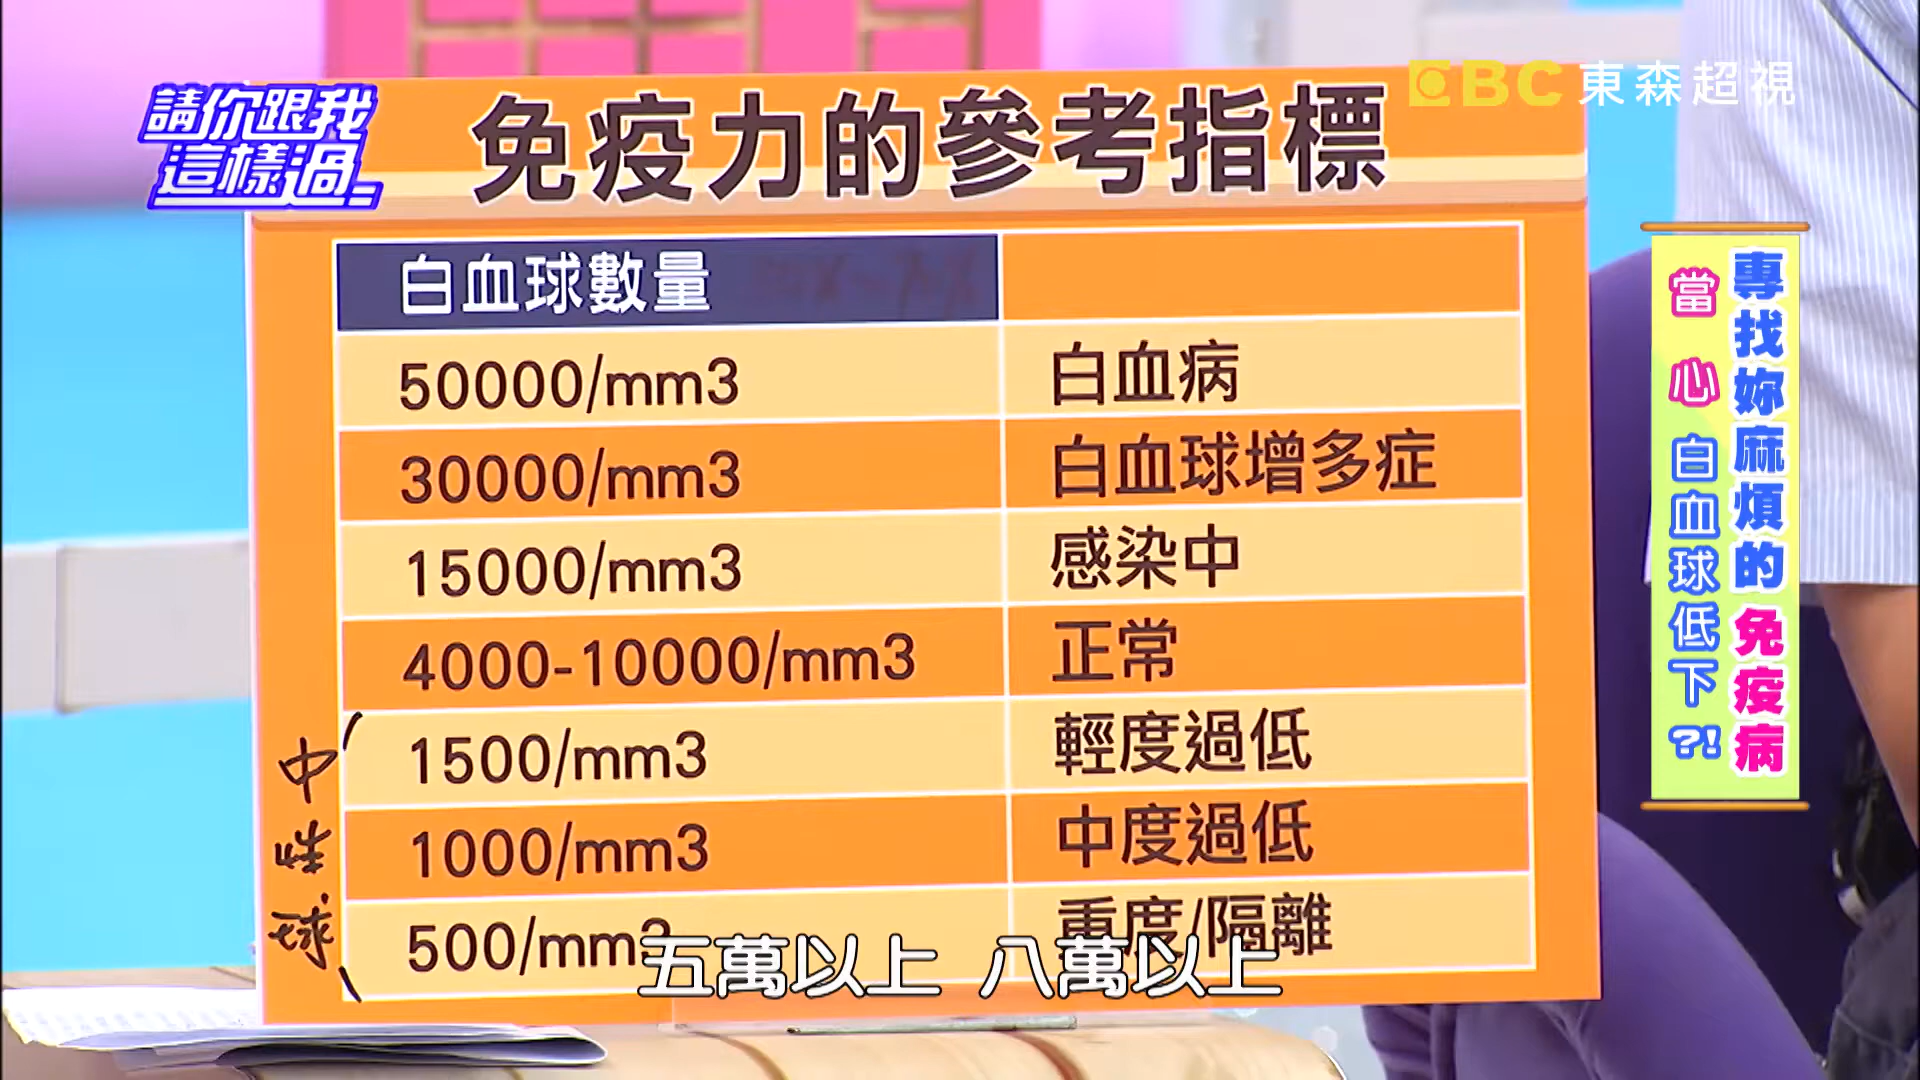 請你跟我
這樣過
EBC 東森超視
免疫力的參考指標
白血球數量
50000/mm3 白血病
30000/mm3 白血球增多症
15000/mm3 感染中
4000-10000/mm3 正常
1500/mm3 輕度過低
1000/mm3 中度過低
500/mm3 重度/隔離
中性球
專找妳麻煩的免疫病
當心 白血球低下?!
五萬以上 八萬以上